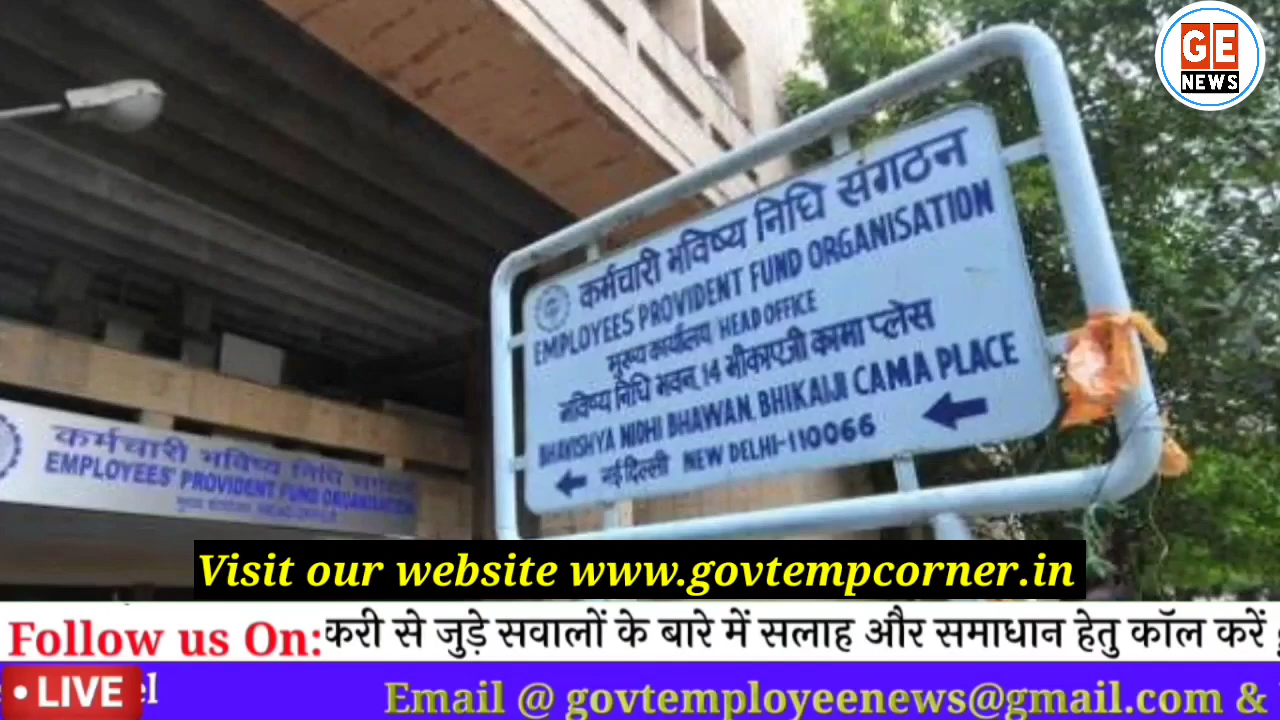 GE
NEWS
कर्मचारी भविष्य निधि संगठन
EMPLOYEES PROVIDENT FUND ORGANISATION
मुख्य कार्यालय HEAD OFFICE
भविष्य निधि भवन, 14 भीकाएजी कामा प्लेस
BHAVISHYA NIDHI BHAWAN, BHIKAIJI CAMA PLACE
नई दिल्ली NEW DELHI-110066
कर्मचारी भविष्य निधि संगठन
EMPLOYEES' PROVIDENT FUND ORGANISATION
Visit our website www.govtempcorner.in
Follow us On: करी से जुड़े सवालों के बारे में सलाह और समाधान हेतु कॉल करें
• LIVE
Email @ govtemployeenews@gmail.com &